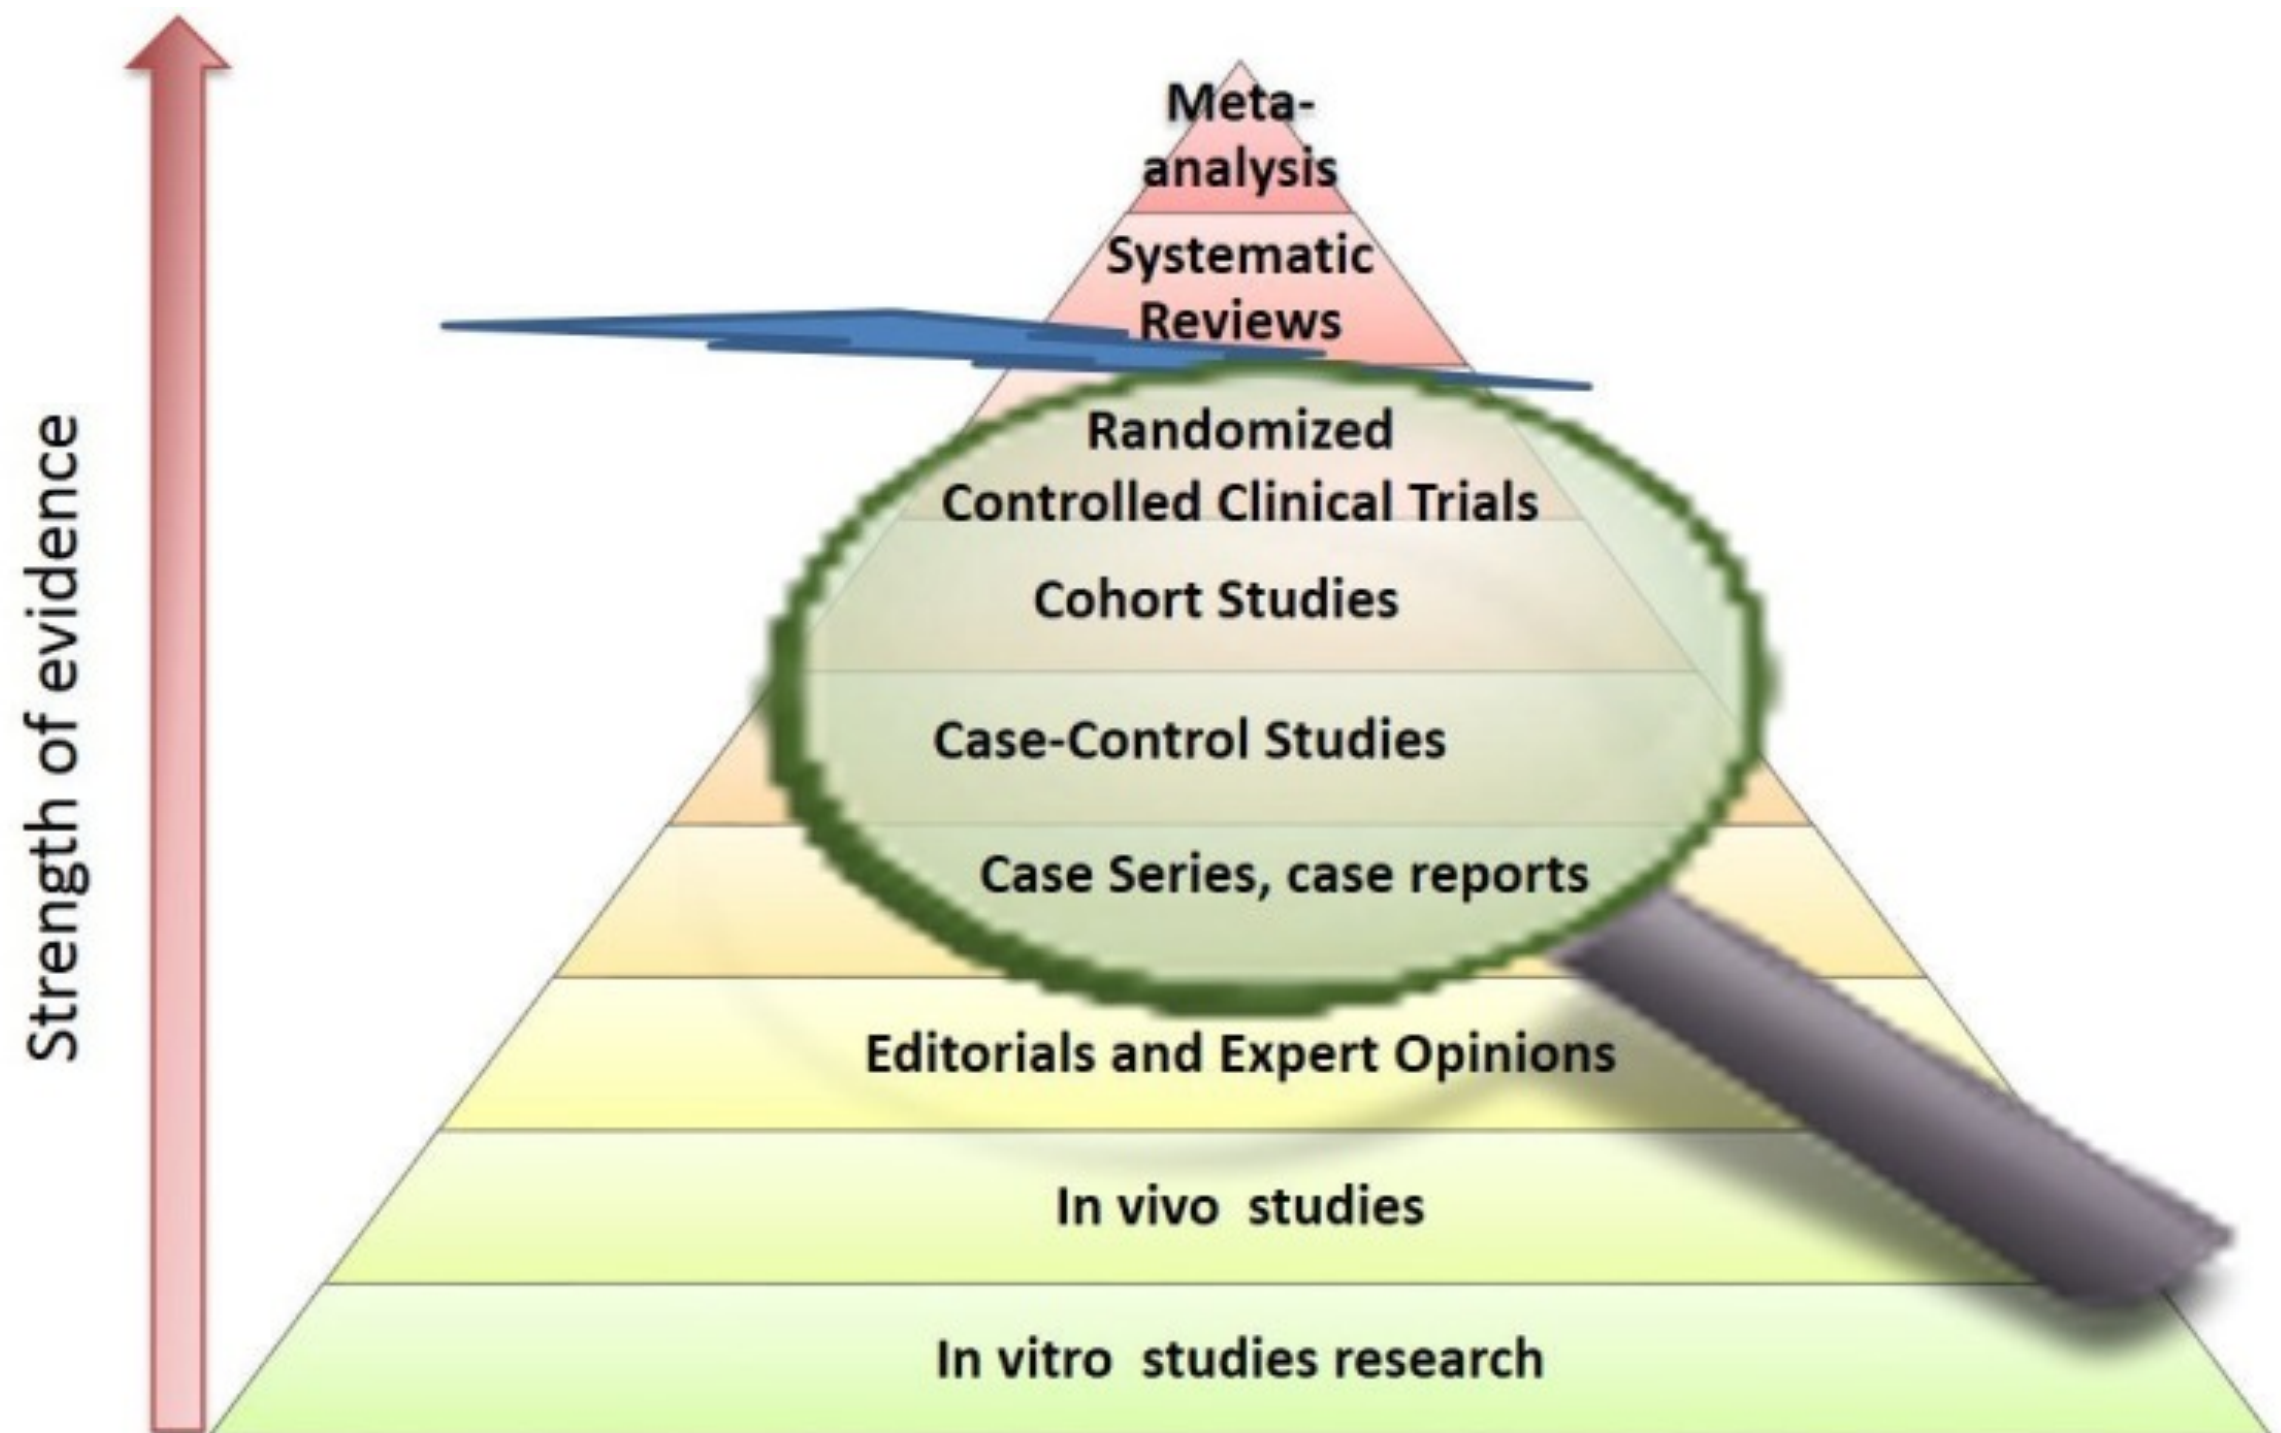 Strength of evidence
Meta-
analysis
Systematic
Reviews
Randomized
Controlled Clinical Trials
Cohort Studies
Case-Control Studies
Case Series, case reports
Editorials and Expert Opinions
In vivo  studies
In vitro  studies research